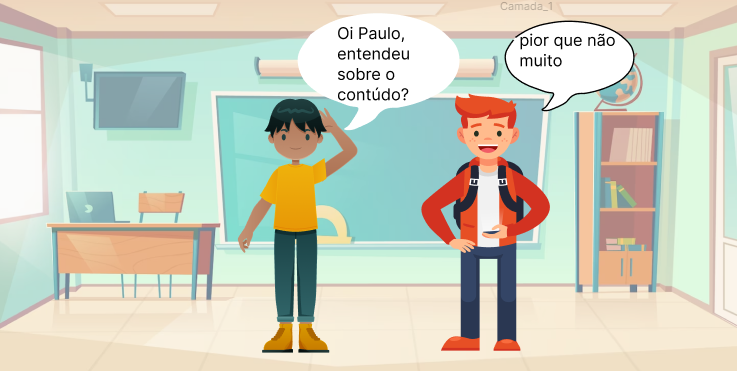 Camada_1
Oi Paulo,
entendeu
sobre o
contúdo?
pior que não
muito